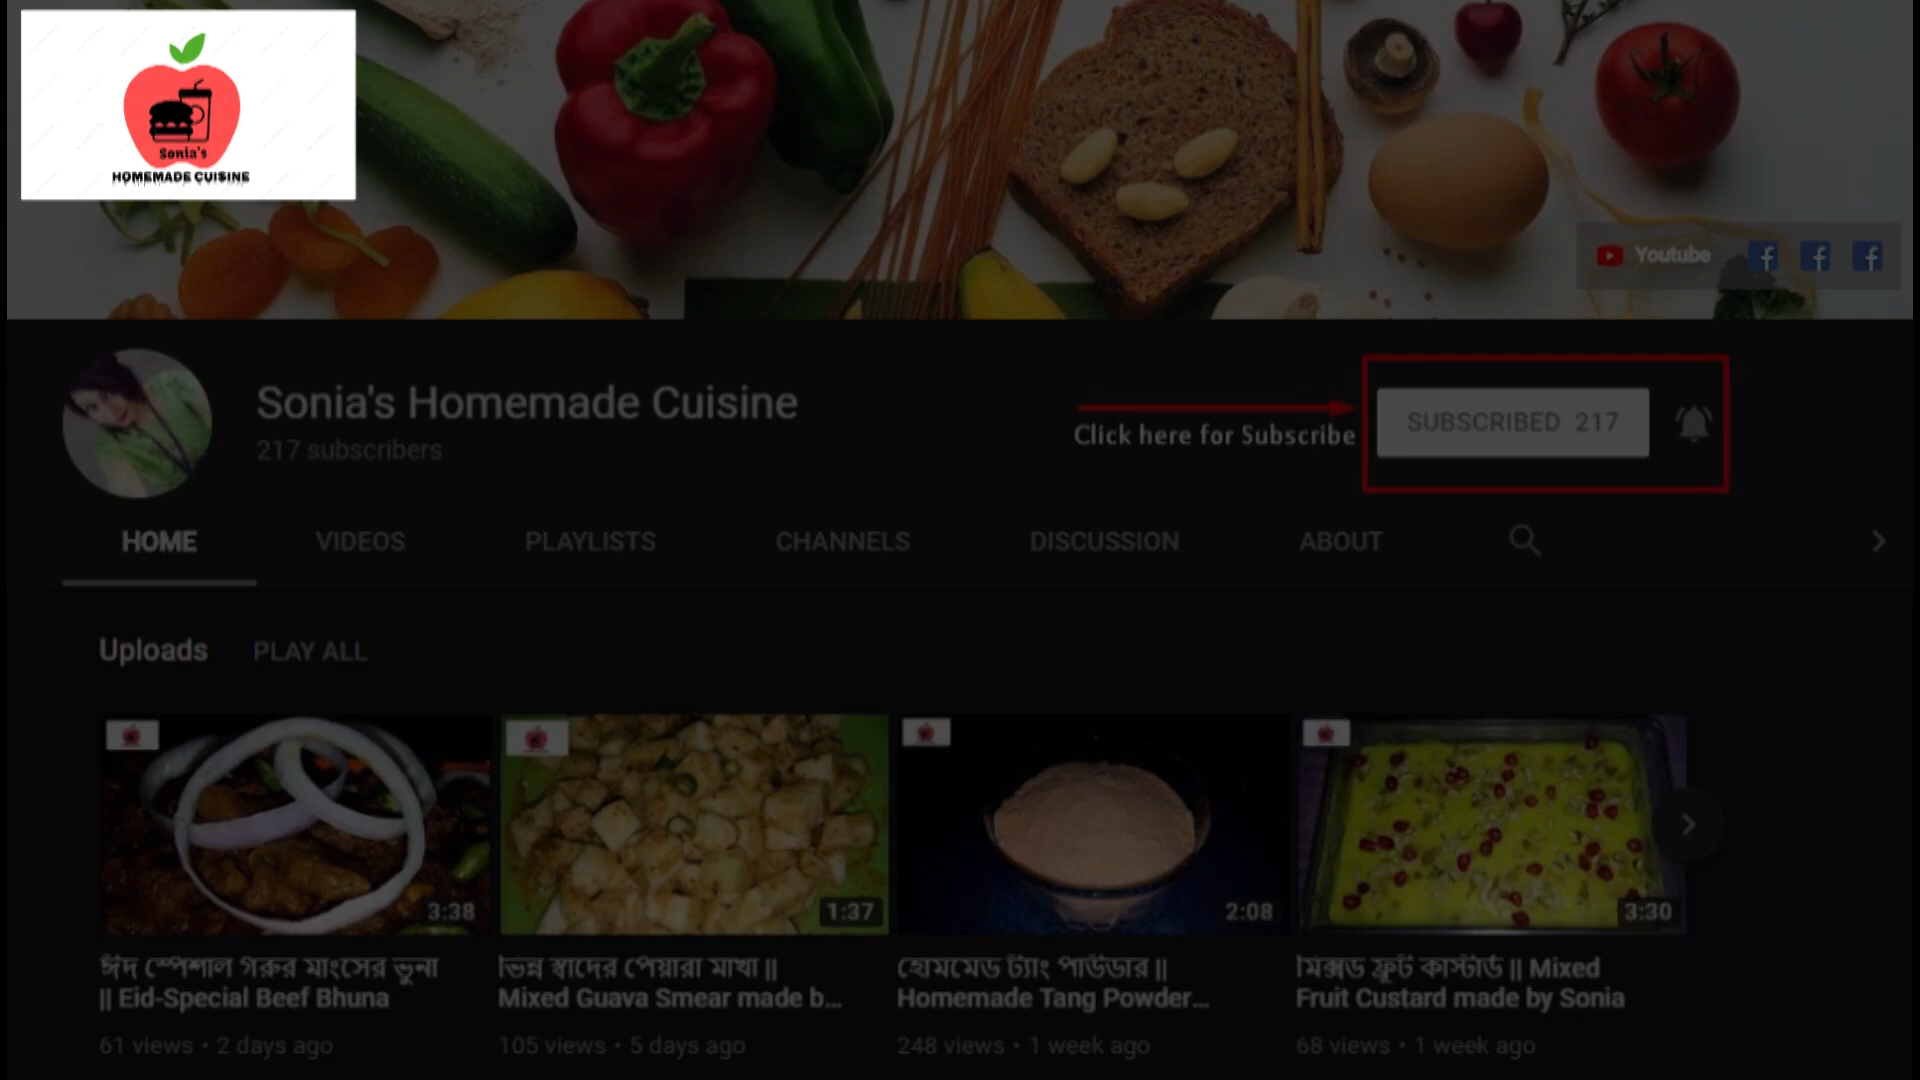 Sonia's
HOMEMADE CUISINE
Youtube
Sonia's Homemade Cuisine
217 subscribers
Click here for Subscribe
SUBSCRIBED 217
HOME VIDEOS PLAYLISTS CHANNELS DISCUSSION ABOUT
Uploads PLAY ALL
3:38
1:37
2:08
3:30
ঈদ স্পেশাল গরুর মাংসের ভুনা
|| Eid-Special Beef Bhuna
61 views • 2 days ago
ভিন্ন স্বাদের পেয়ারা মাখা ||
Mixed Guava Smear made b...
105 views • 5 days ago
হোমমেড ট্যাং পাউডার ||
Homemade Tang Powder...
248 views • 1 week ago
মিক্সড ফ্রুট কাস্টার্ড || Mixed
Fruit Custard made by Sonia
68 views • 1 week ago